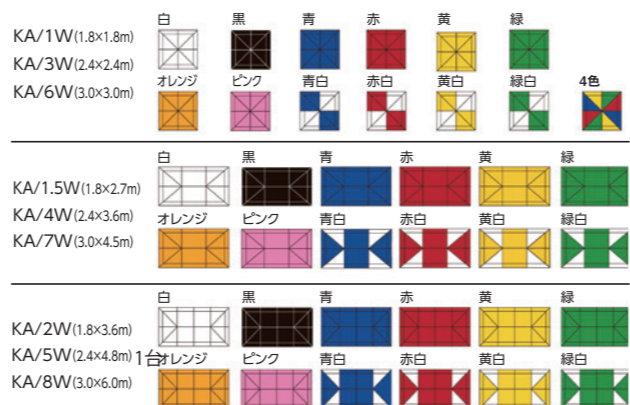 白 黒 青 赤 黄 緑
KA/1W(1.8×1.8m)
KA/3W(2.4×2.4m)
オレンジ ピンク 青白 赤白 黄白 緑白 4色
KA/6W(3.0×3.0m)
白 黒 青 赤 黄 緑
KA/1.5W(1.8×2.7m)
KA/4W(2.4×3.6m)
オレンジ ピンク 青白 赤白 黄白 緑白
KA/7W(3.0×4.5m)
白 黒 青 赤 黄 緑
KA/2W(1.8×3.6m)
KA/5W(2.4×4.8m) 1台
オレンジ ピンク 青白 赤白 黄白 緑白
KA/8W(3.0×6.0m)